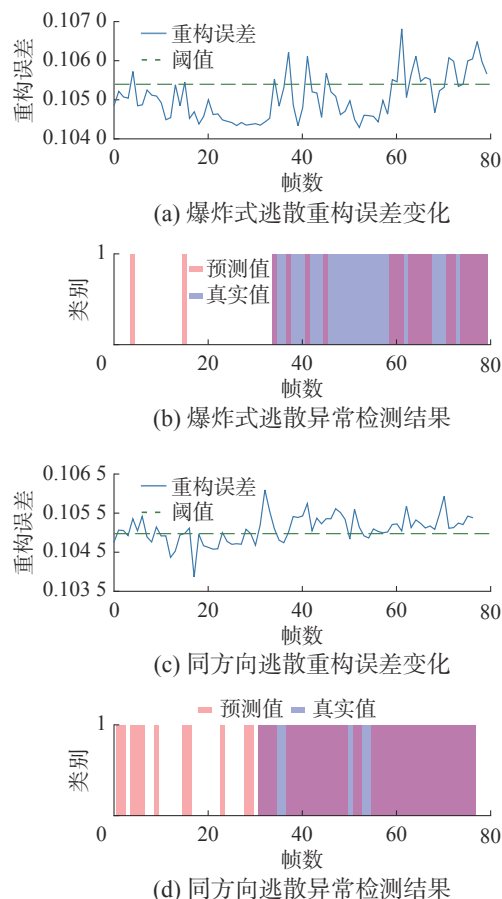 0.107 0
重构误差
阈值
0.106 0
0.105 0
0.104 0
重构误差
0 20 40 60 80
帧数
(a) 爆炸式逃散重构误差变化
1
预测值
真实值
类别
0 20 40 60 80
帧数
(b) 爆炸式逃散异常检测结果
0.106 5
重构误差
阈值
0.105 5
0.104 5
0.103 5
重构误差
0 20 40 60 80
帧数
(c) 同方向逃散重构误差变化
预测值 真实值
1
类别
0 20 40 60 80
帧数
(d) 同方向逃散异常检测结果